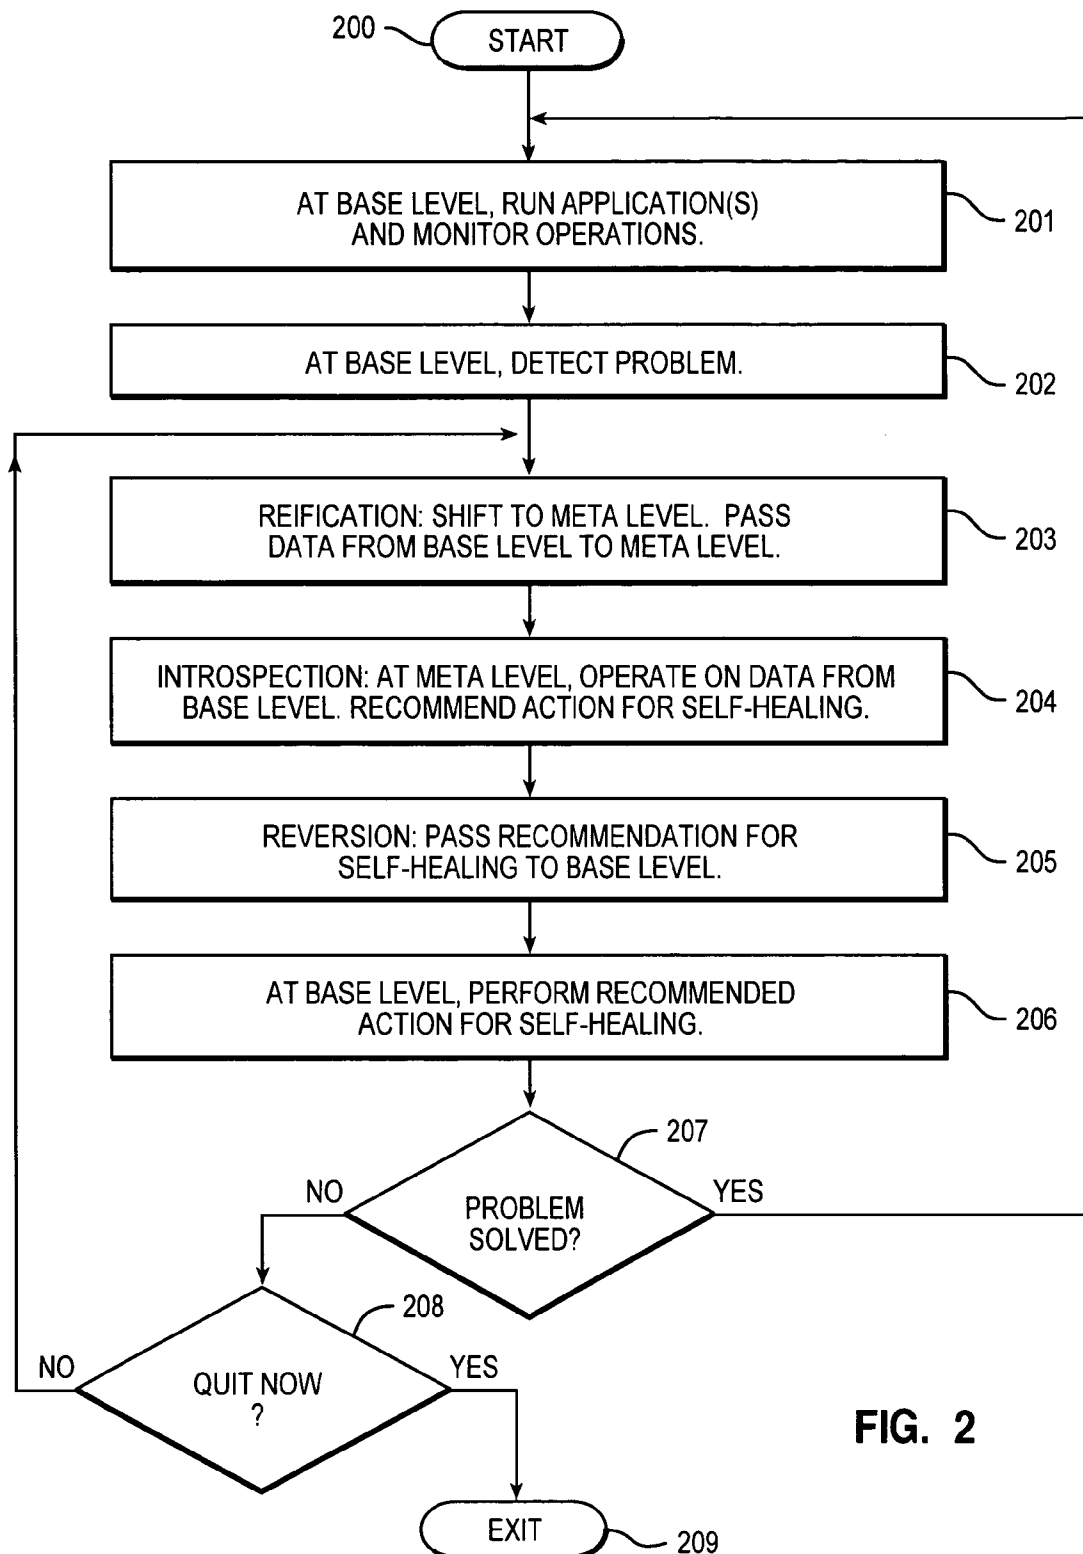 200
START
AT BASE LEVEL, RUN APPLICATION(S)
AND MONITOR OPERATIONS.
201
AT BASE LEVEL, DETECT PROBLEM.
202
REIFICATION: SHIFT TO META LEVEL. PASS
DATA FROM BASE LEVEL TO META LEVEL.
203
INTROSPECTION: AT META LEVEL, OPERATE ON DATA FROM
BASE LEVEL. RECOMMEND ACTION FOR SELF-HEALING.
204
REVERSION: PASS RECOMMENDATION FOR
SELF-HEALING TO BASE LEVEL.
205
AT BASE LEVEL, PERFORM RECOMMENDED
ACTION FOR SELF-HEALING.
206
207
NO
YES
PROBLEM
SOLVED?
208
NO
YES
QUIT NOW
?
FIG. 2
EXIT
209